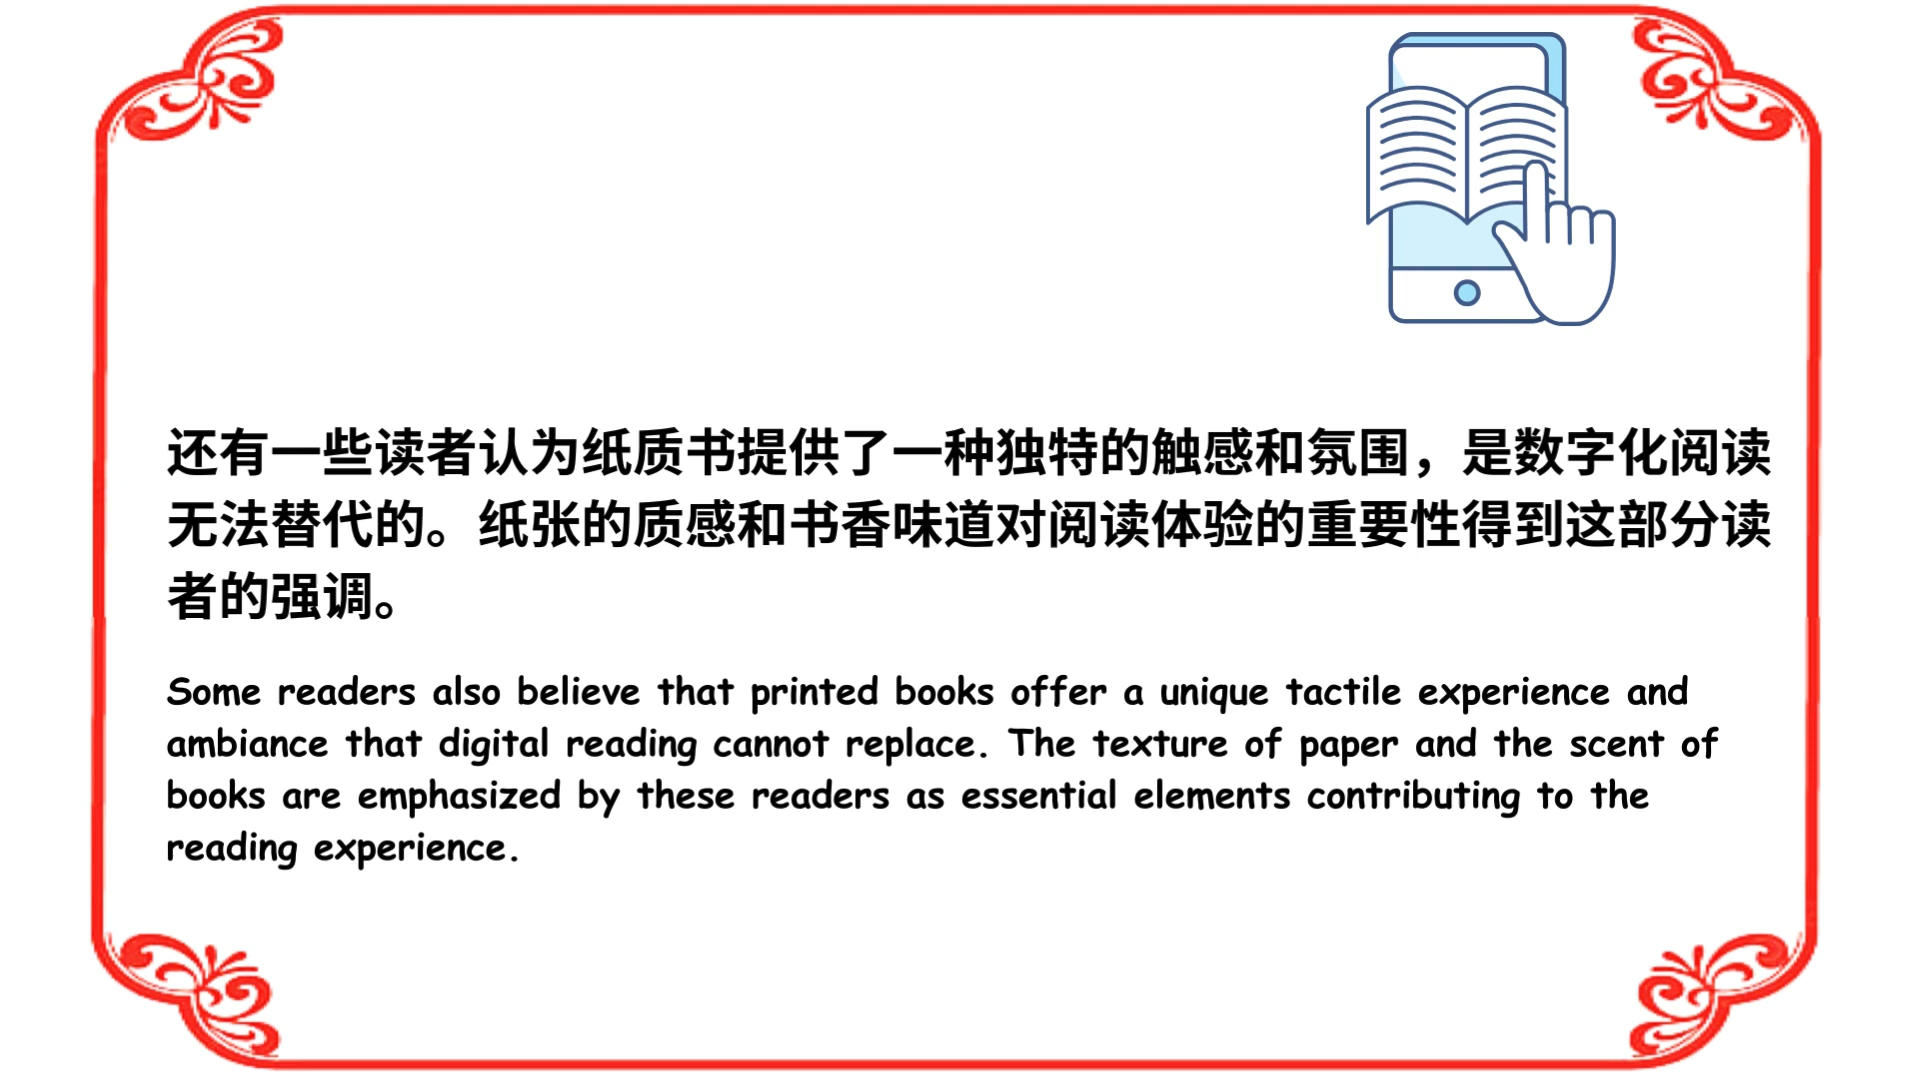 还有一些读者认为纸质书提供了一种独特的触感和氛围，是数字化阅读
无法替代的。纸张的质感和书香味道对阅读体验的重要性得到这部分读
者的强调。
Some readers also believe that printed books offer a unique tactile experience and
ambiance that digital reading cannot replace. The texture of paper and the scent of
books are emphasized by these readers as essential elements contributing to the
reading experience.